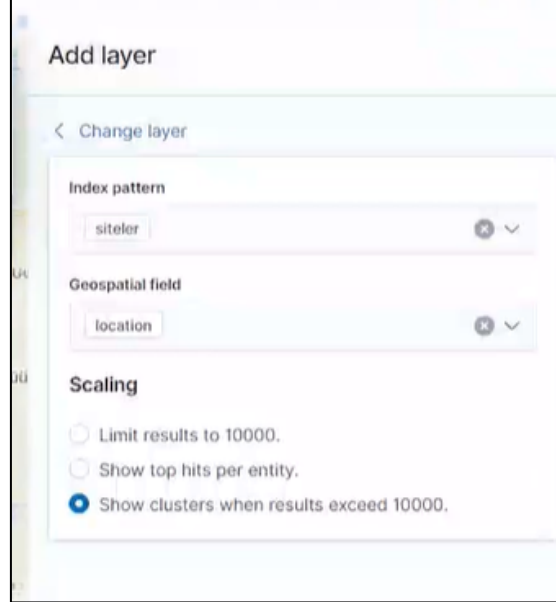 Add layer
Change layer
Index pattern
siteler
Geospatial field
location
Scaling
Limit results to 10000.
Show top hits per entity.
Show clusters when results exceed 10000.